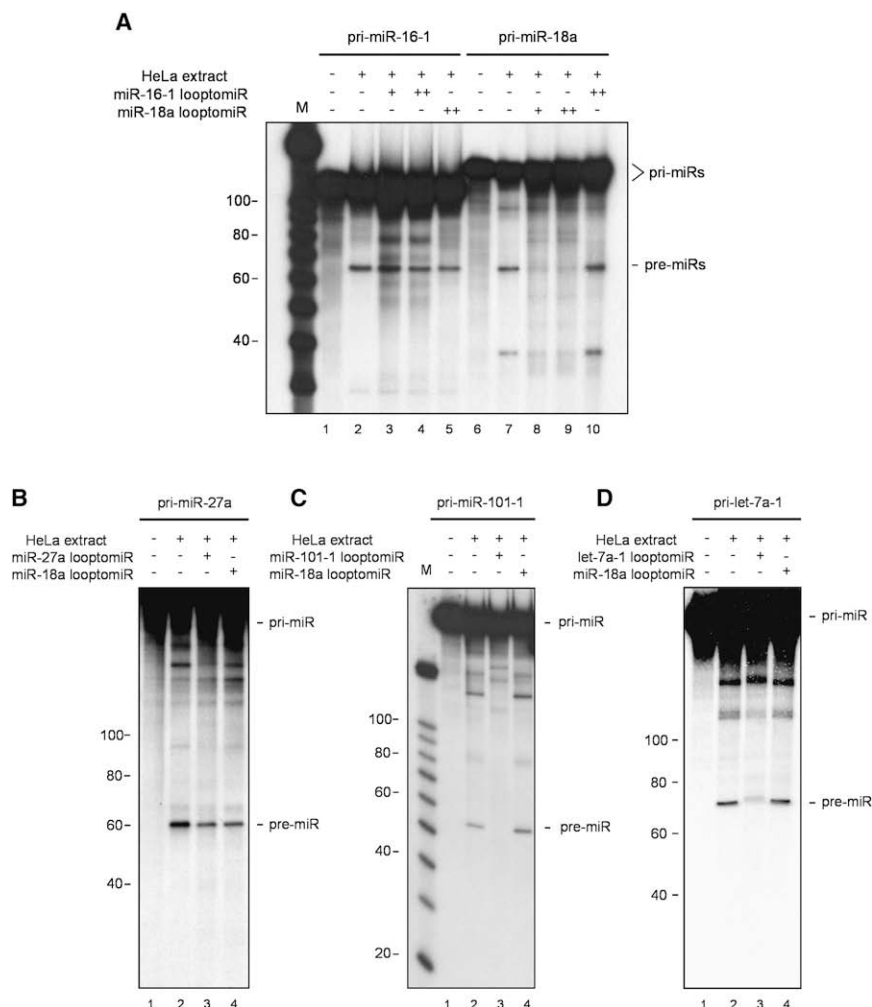 A
pri-miR-16-1 pri-miR-18a
HeLa extract - + + + + - + + + +
miR-16-1 looptomiR - - + ++ - - - - - ++
miR-18a looptomiR M - - - - ++ - - + ++ -
100-
80-
60-
40-
> pri-miRs
- pre-miRs
1 2 3 4 5 6 7 8 9 10
B
pri-miR-27a
HeLa extract - + + +
miR-27a looptomiR - - + -
miR-18a looptomiR - - - +
100-
80-
60-
40-
- pri-miR
- pre-miR
1 2 3 4
C
pri-miR-101-1
HeLa extract - + + +
miR-101-1 looptomiR - - + -
miR-18a looptomiR M - - - +
100-
80-
60-
40-
20-
- pri-miR
- pre-miR
1 2 3 4
D
pri-let-7a-1
HeLa extract - + + +
let-7a-1 looptomiR - - + -
miR-18a looptomiR - - - +
100-
80-
60-
40-
- pri-miR
- pre-miR
1 2 3 4